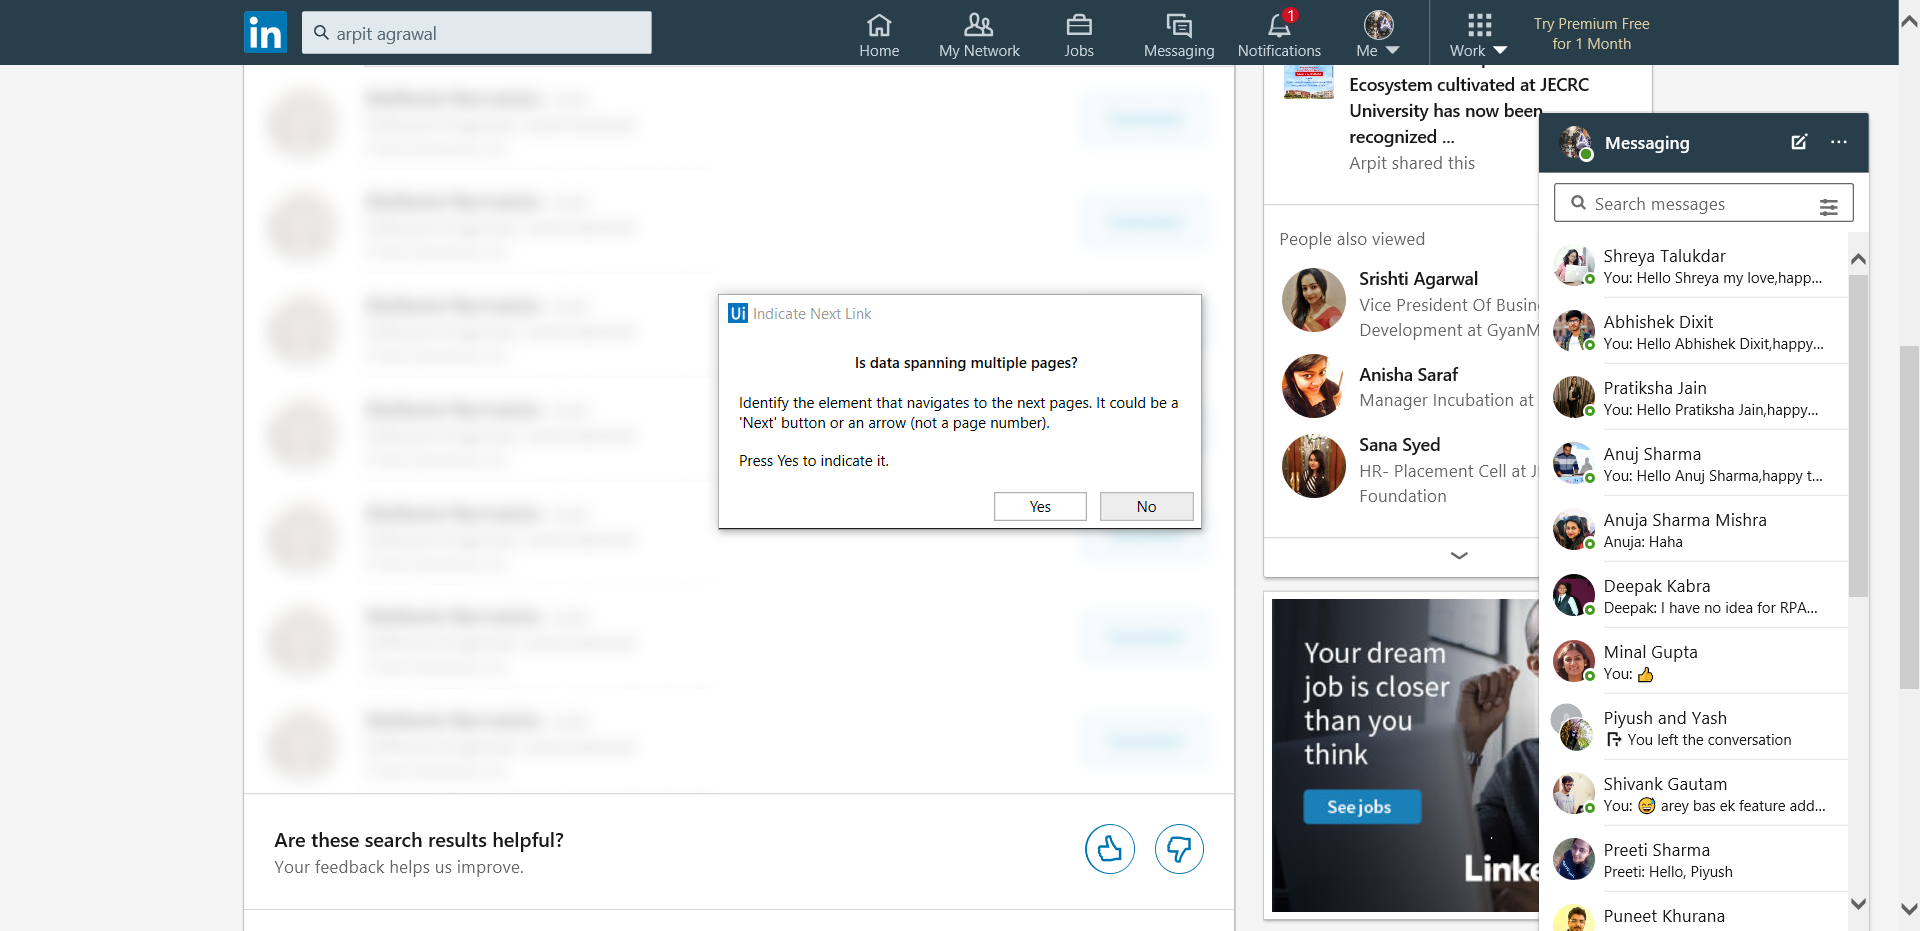 in
arpit agrawal
Home
My Network
Jobs
Messaging
1
Notifications
Me
Work
Try Premium Free
for 1 Month
Ecosystem cultivated at JECRC
University has now been
recognized ...
Arpit shared this
People also viewed
Srishti Agarwal
Vice President Of Busin
Development at GyanM
Anisha Saraf
Manager Incubation at
Sana Syed
HR- Placement Cell at J
Foundation
Ui Indicate Next Link
Is data spanning multiple pages?
Identify the element that navigates to the next pages. It could be a
'Next' button or an arrow (not a page number).
Press Yes to indicate it.
Yes
No
Are these search results helpful?
Your feedback helps us improve.
Your dream
job is closer
than you
think
See jobs
Linke
Messaging
...
Search messages
Shreya Talukdar
You: Hello Shreya my love,happ...
Abhishek Dixit
You: Hello Abhishek Dixit,happy...
Pratiksha Jain
You: Hello Pratiksha Jain,happy...
Anuj Sharma
You: Hello Anuj Sharma,happy t...
Anuja Sharma Mishra
Anuja: Haha
Deepak Kabra
Deepak: I have no idea for RPA...
Minal Gupta
You: 👍
Piyush and Yash
You left the conversation
Shivank Gautam
You: 😅 arey bas ek feature add...
Preeti Sharma
Preeti: Hello, Piyush
Puneet Khurana